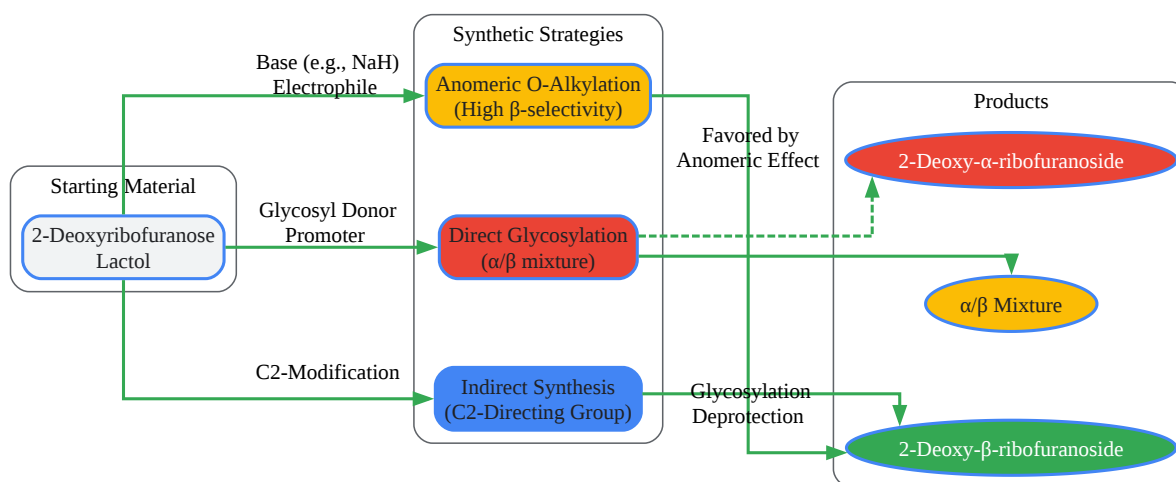 Synthetic Strategies
Base (e.g., NaH)
Electrophile
Anomeric O-Alkylation
(High β-selectivity)
Products
Favored by
Anomeric Effect
2-Deoxy-α-ribofuranoside
Starting Material
2-Deoxyribofuranose
Lactol
Glycosyl Donor
Promoter
Direct Glycosylation
(α/β mixture)
α/β Mixture
C2-Modification
Indirect Synthesis
(C2-Directing Group)
Glycosylation
Deprotection
2-Deoxy-β-ribofuranoside